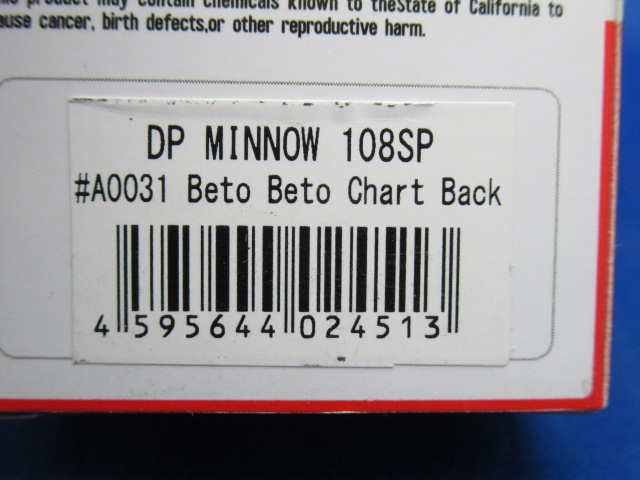 product may contain chemicals known to theState of California to
ause cancer, birth defects,or other reproductive harm.
DP MINNOW 108SP
#A0031 Beto Beto Chart Back
4 595644 024513